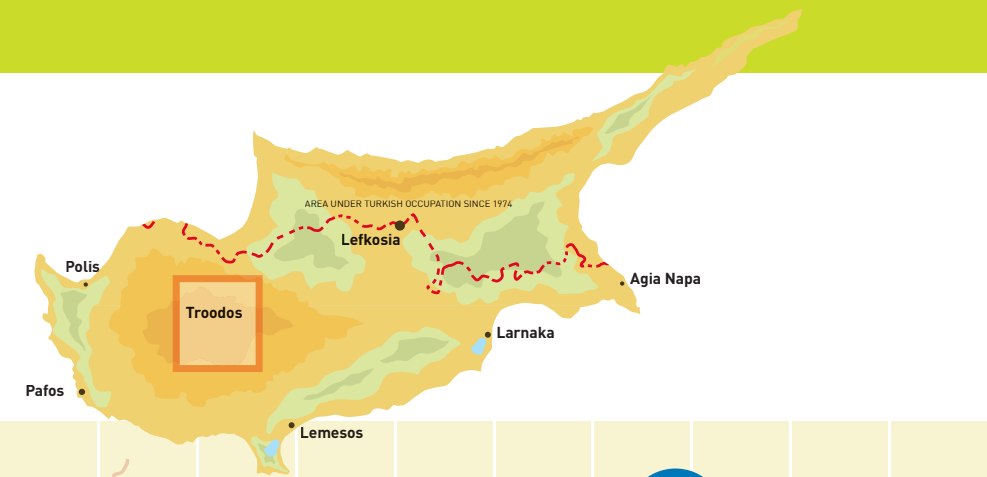 AREA UNDER TURKISH OCCUPATION SINCE 1974
Lefkosia
Polis
Agia Napa
Troodos
Larnaka
Pafos
Lemesos